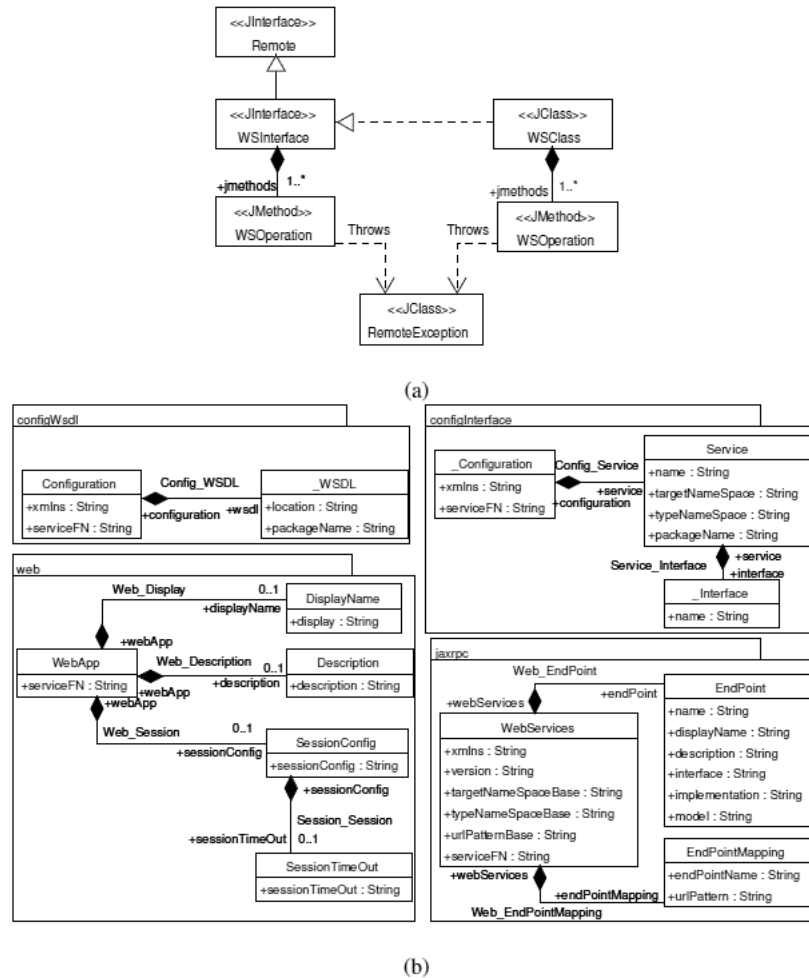 <<JInterface>>
Remote
<<JInterface>>
WSInterface
<<JClass>>
WSClass
+jmethods
1..*
+jmethods
1..*
<<JMethod>>
WSOperation
<<JMethod>>
WSOperation
Throws
Throws
<<JClass>>
RemoteException
(a)
configWsdl
Configuration
+xmlns : String
+serviceFN : String
Config_WSDL
+configuration
+wsdl
_WSDL
+location : String
+packageName : String
configInterface
_Configuration
+xmlns : String
+serviceFN : String
Config_Service
+service
+configuration
Service
+name : String
+targetNameSpace : String
+typeNameSpace : String
+packageName : String
Service_Interface
+service
+interface
_Interface
+name : String
web
Web_Display
0..1
+displayName
DisplayName
+display : String
+webApp
WebApp
+serviceFN : String
Web_Description
0..1
+webApp
+description
Description
+description : String
+webApp
Web_Session
0..1
+sessionConfig
SessionConfig
+sessionConfig : String
+sessionConfig
Session_Session
+sessionTimeOut
0..1
SessionTimeOut
+sessionTimeOut : String
jaxrpc
Web_EndPoint
+webServices
+endPoint
EndPoint
+name : String
+displayName : String
+description : String
+interface : String
+implementation : String
+model : String
WebServices
+xmlns : String
+version : String
+targetNameSpaceBase : String
+typeNameSpaceBase : String
+urlPatternBase : String
+serviceFN : String
+webServices
+endPointMapping
Web_EndPointMapping
EndPointMapping
+endPointName : String
+urlPattern : String
(b)